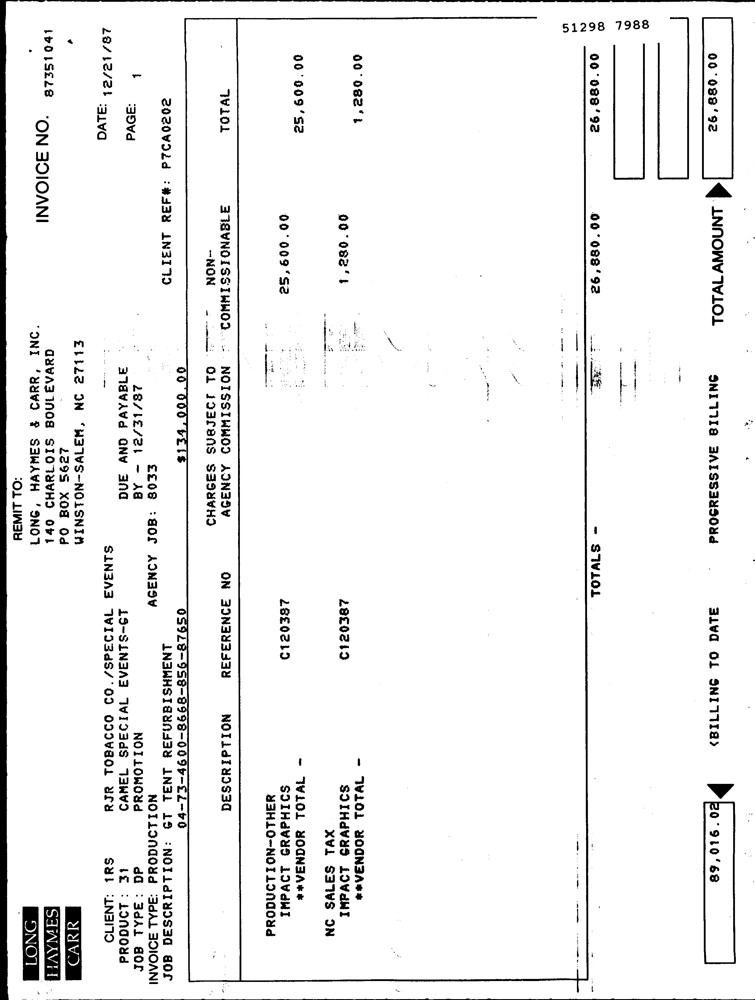 LONG
HAYMES
CARR
REMIT TO:
LONG, HAYMES & CARR, INC.
140 CHARLOIS BOULEVARD
PO BOX 5627
WINSTON-SALEM, NC 27113
INVOICE NO. 87351041
DATE: 12/21/87
PAGE: 1
CLIENT: 1RS RJR TOBACCO CO./SPECIAL EVENTS
PRODUCT: 31 CAMEL SPECIAL EVENTS-GT DUE AND PAYABLE
JOB TYPE: DP PROMOTION BY - 12/31/87
INVOICE TYPE: PRODUCTION AGENCY JOB: 8033 CLIENT REF#: P7CA0202
JOB DESCRIPTION: GT TENT REFURBISHMENT
04-73-4600-8668-856-87650 $134,000.00
CHARGES SUBJECT TO NON-
DESCRIPTION REFERENCE NO AGENCY COMMISSION COMMISSIONABLE TOTAL
PRODUCTION-OTHER
IMPACT GRAPHICS C120387 25,600.00 25,600.00
**VENDOR TOTAL -
NC SALES TAX
IMPACT GRAPHICS C120387 1,280.00 1,280.00
**VENDOR TOTAL -
TOTALS - 26,880.00 26,880.00
89,016.02 <BILLING TO DATE PROGRESSIVE BILLING TOTAL AMOUNT 26,880.00
51298 7988